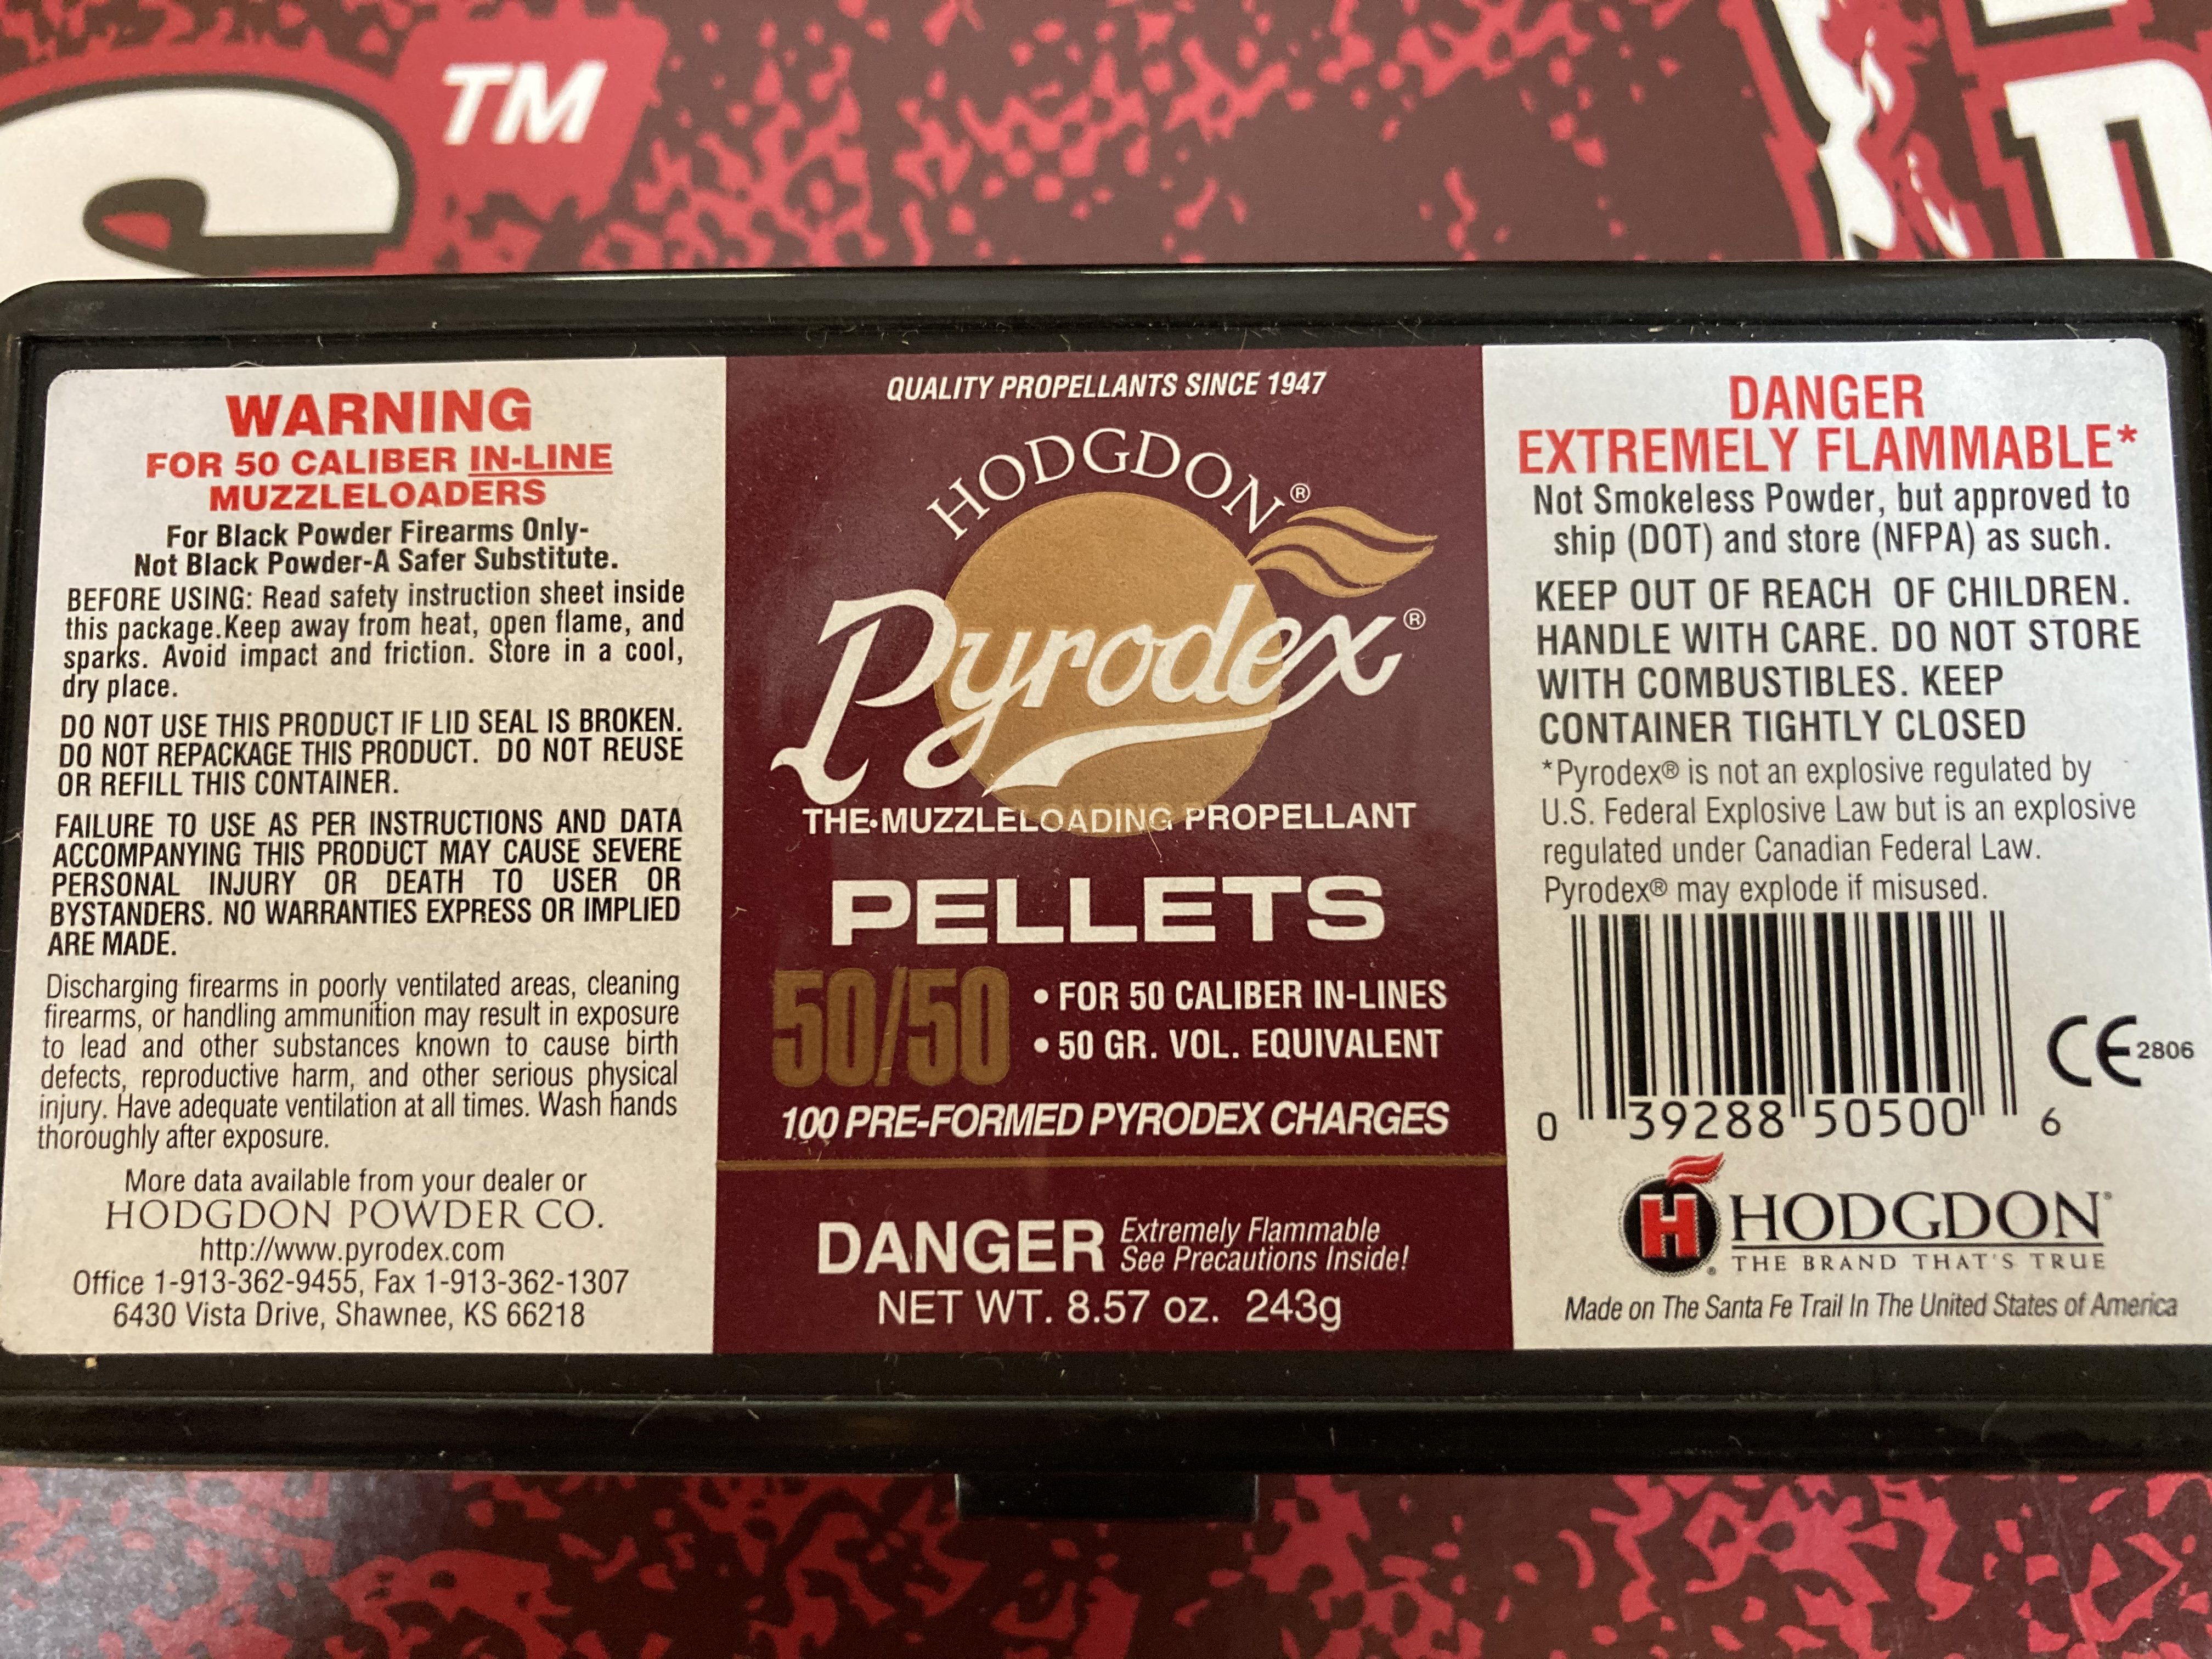 TM
WARNING
FOR 50 CALIBER IN-LINE
MUZZLELOADERS
For Black Powder Firearms Only-
Not Black Powder-A Safer Substitute.
BEFORE USING: Read safety instruction sheet inside
this package.Keep away from heat, open flame, and
sparks. Avoid impact and friction. Store in a cool,
dry place.
DO NOT USE THIS PRODUCT IF LID SEAL IS BROKEN.
DO NOT REPACKAGE THIS PRODUCT. DO NOT REUSE
OR REFILL THIS CONTAINER.
FAILURE TO USE AS PER INSTRUCTIONS AND DATA
ACCOMPANYING THIS PRODUCT MAY CAUSE SEVERE
PERSONAL INJURY OR DEATH TO USER OR
BYSTANDERS. NO WARRANTIES EXPRESS OR IMPLIED
ARE MADE.
Discharging firearms in poorly ventilated areas, cleaning
firearms, or handling ammunition may result in exposure
to lead and other substances known to cause birth
defects, reproductive harm, and other serious physical
injury. Have adequate ventilation at all times. Wash hands
thoroughly after exposure.
More data available from your dealer or
HODGDON POWDER CO.
http://www.pyrodex.com
Office 1-913-362-9455, Fax 1-913-362-1307
6430 Vista Drive, Shawnee, KS 66218
QUALITY PROPELLANTS SINCE 1947
HODGDON®
Pyrodex®
THE•MUZZLELOADING PROPELLANT
PELLETS
50/50
• FOR 50 CALIBER IN-LINES
• 50 GR. VOL. EQUIVALENT
100 PRE-FORMED PYRODEX CHARGES
DANGER
Extremely Flammable
See Precautions Inside!
NET WT. 8.57 oz. 243g
DANGER
EXTREMELY FLAMMABLE*
Not Smokeless Powder, but approved to
ship (DOT) and store (NFPA) as such.
KEEP OUT OF REACH OF CHILDREN.
HANDLE WITH CARE. DO NOT STORE
WITH COMBUSTIBLES. KEEP
CONTAINER TIGHTLY CLOSED
*Pyrodex® is not an explosive regulated by
U.S. Federal Explosive Law but is an explosive
regulated under Canadian Federal Law.
Pyrodex® may explode if misused.
CE 2806
0 39288 50500 6
H HODGDON®
THE BRAND THAT'S TRUE
Made on The Santa Fe Trail In The United States of America